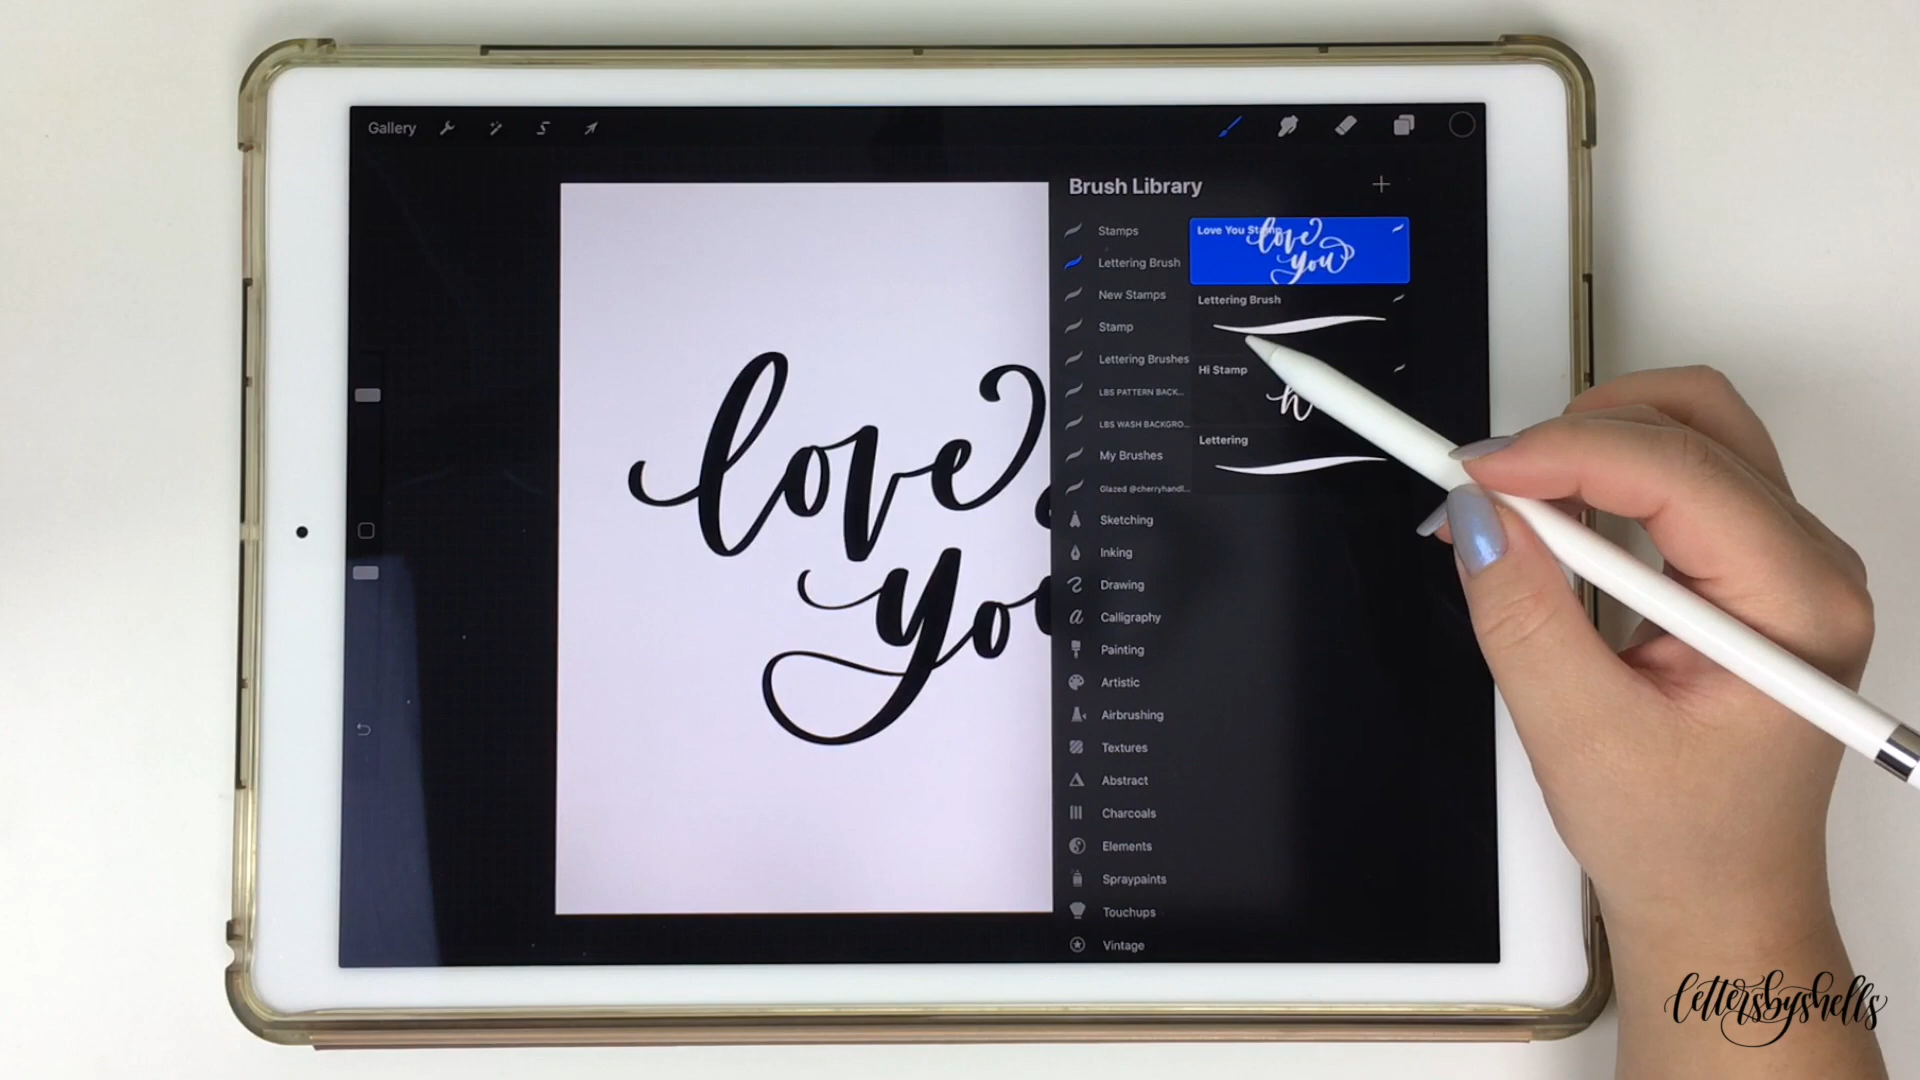 Gallery
Brush Library
Stamps
Lettering Brush
New Stamps
Stamp
Lettering Brushes
LBS PATTERN BACK...
LBS WASH BACKGRO...
My Brushes
Glazed @cherryhandl...
Sketching
Inking
Drawing
Calligraphy
Painting
Artistic
Airbrushing
Textures
Abstract
Charcoals
Elements
Spraypaints
Touchups
Vintage
Love You Stamp
love
you
Lettering Brush
Hi Stamp
h
Lettering
love
you
lettersbyshells